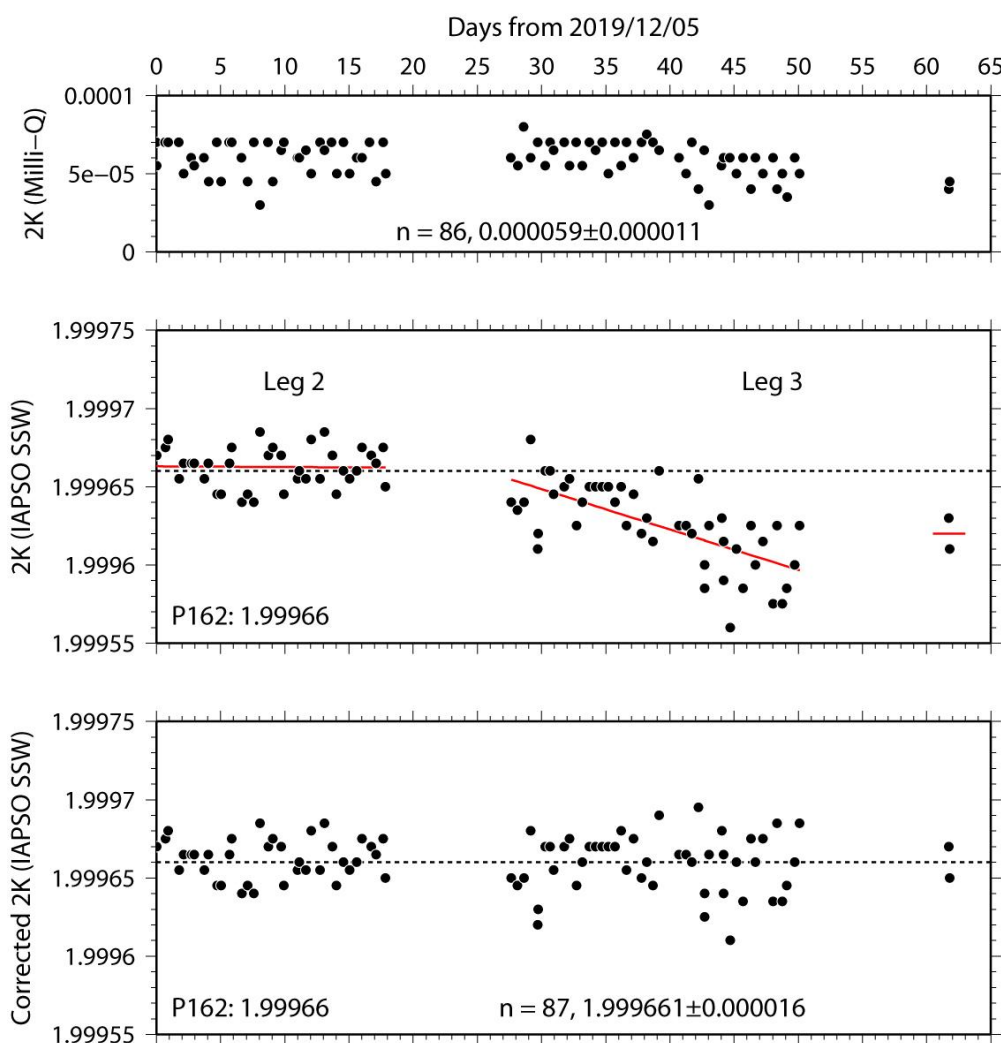 Days from 2019/12/05
0 5 10 15 20 25 30 35 40 45 50 60 65
0.0001
5e−05
0
2K (Milli−Q)
n = 86, 0.000059±0.000011
1.99975
1.9997
1.99965
1.9996
1.99955
2K (IAPSO SSW)
Leg 2
Leg 3
P162: 1.99966
1.99975
1.9997
1.99965
1.9996
1.99955
Corrected 2K (IAPSO SSW)
P162: 1.99966
n = 87, 1.999661±0.000016